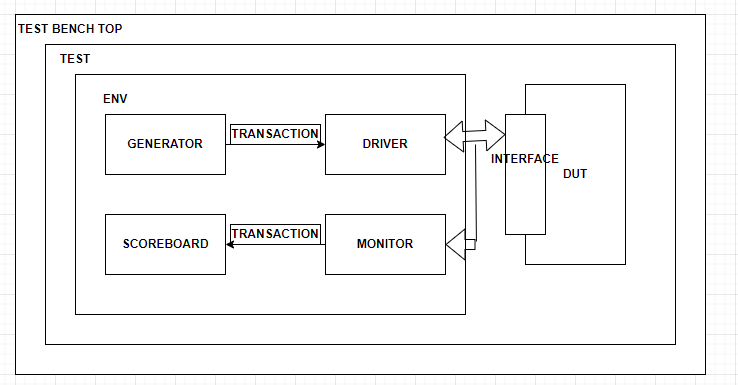 TEST BENCH TOP
TEST
ENV
GENERATOR
TRANSACTION
DRIVER
INTERFACE
DUT
SCOREBOARD
TRANSACTION
MONITOR